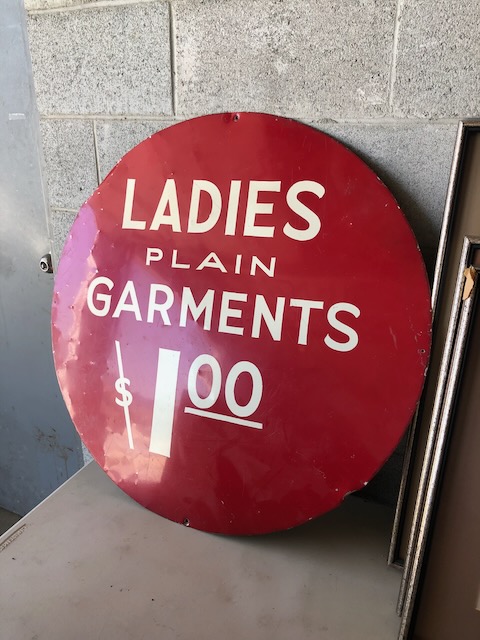 LADIES
PLAIN
GARMENTS
$1.00